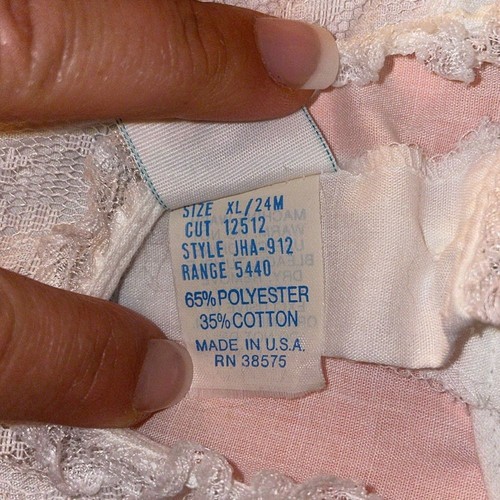 SIZE XL/24M
CUT 12512
STYLE JHA-912
RANGE 5440
65% POLYESTER
35% COTTON
MADE IN U.S.A.
RN 38575